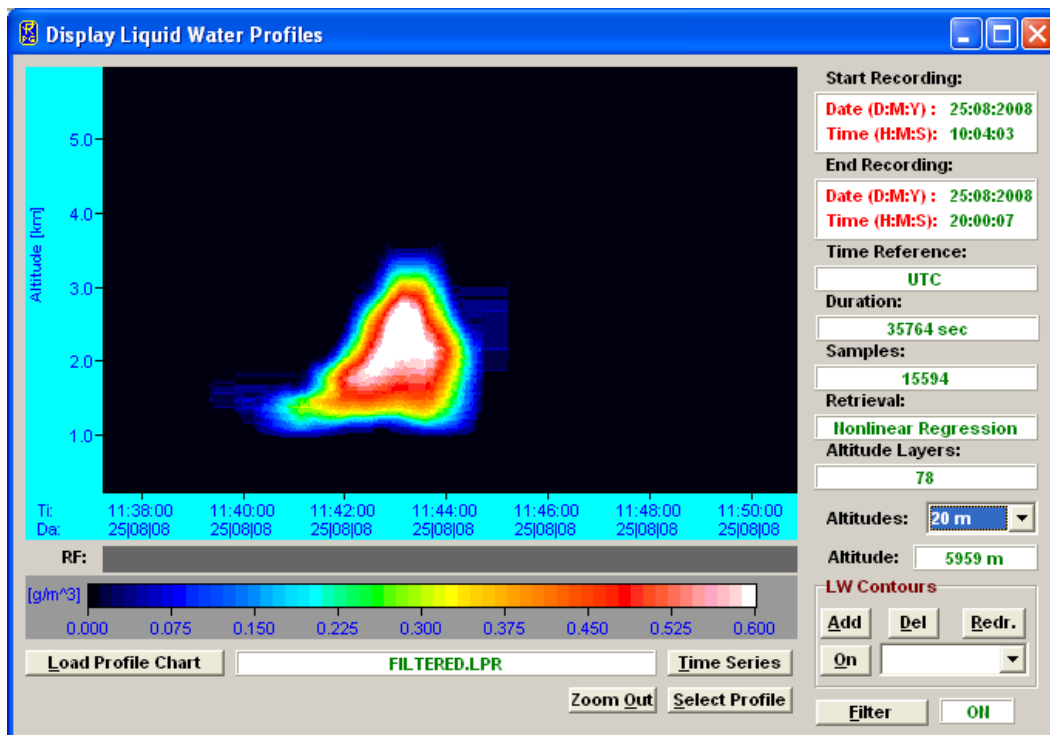 Display Liquid Water Profiles
Start Recording:
Date (D:M:Y) : 25:08:2008
Time (H:M:S): 10:04:03
End Recording:
Date (D:M:Y) : 25:08:2008
Time (H:M:S): 20:00:07
Time Reference:
UTC
Duration:
35764 sec
Samples:
15594
Retrieval:
Nonlinear Regression
Altitude Layers:
78
Altitudes: 20 m
Altitude: 5959 m
LW Contours
Add Del Redr.
On
Filter ON
Altitude [km]
5.0
4.0
3.0
2.0
1.0
Ti: 11:38:00 11:40:00 11:42:00 11:44:00 11:46:00 11:48:00 11:50:00
Da: 25|08|08 25|08|08 25|08|08 25|08|08 25|08|08 25|08|08 25|08|08
RF:
[g/m^3]
0.000 0.075 0.150 0.225 0.300 0.375 0.450 0.525 0.600
Load Profile Chart FILTERED.LPR Time Series
Zoom Out Select Profile